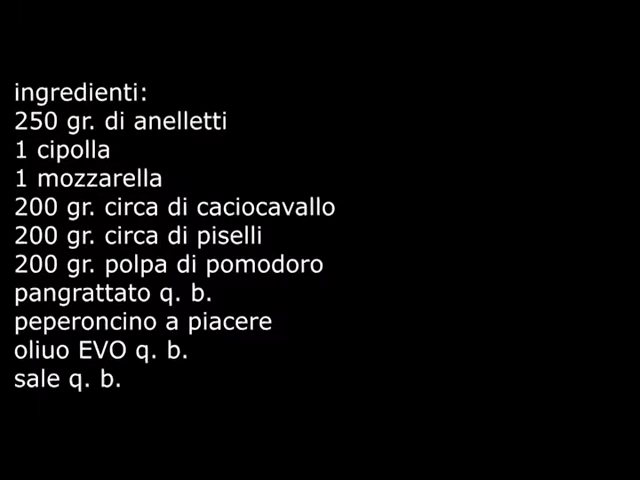 ingredienti:
250 gr. di anelletti
1 cipolla
1 mozzarella
200 gr. circa di caciocavallo
200 gr. circa di piselli
200 gr. polpa di pomodoro
pangrattato q. b.
peperoncino a piacere
oliuo EVO q. b.
sale q. b.